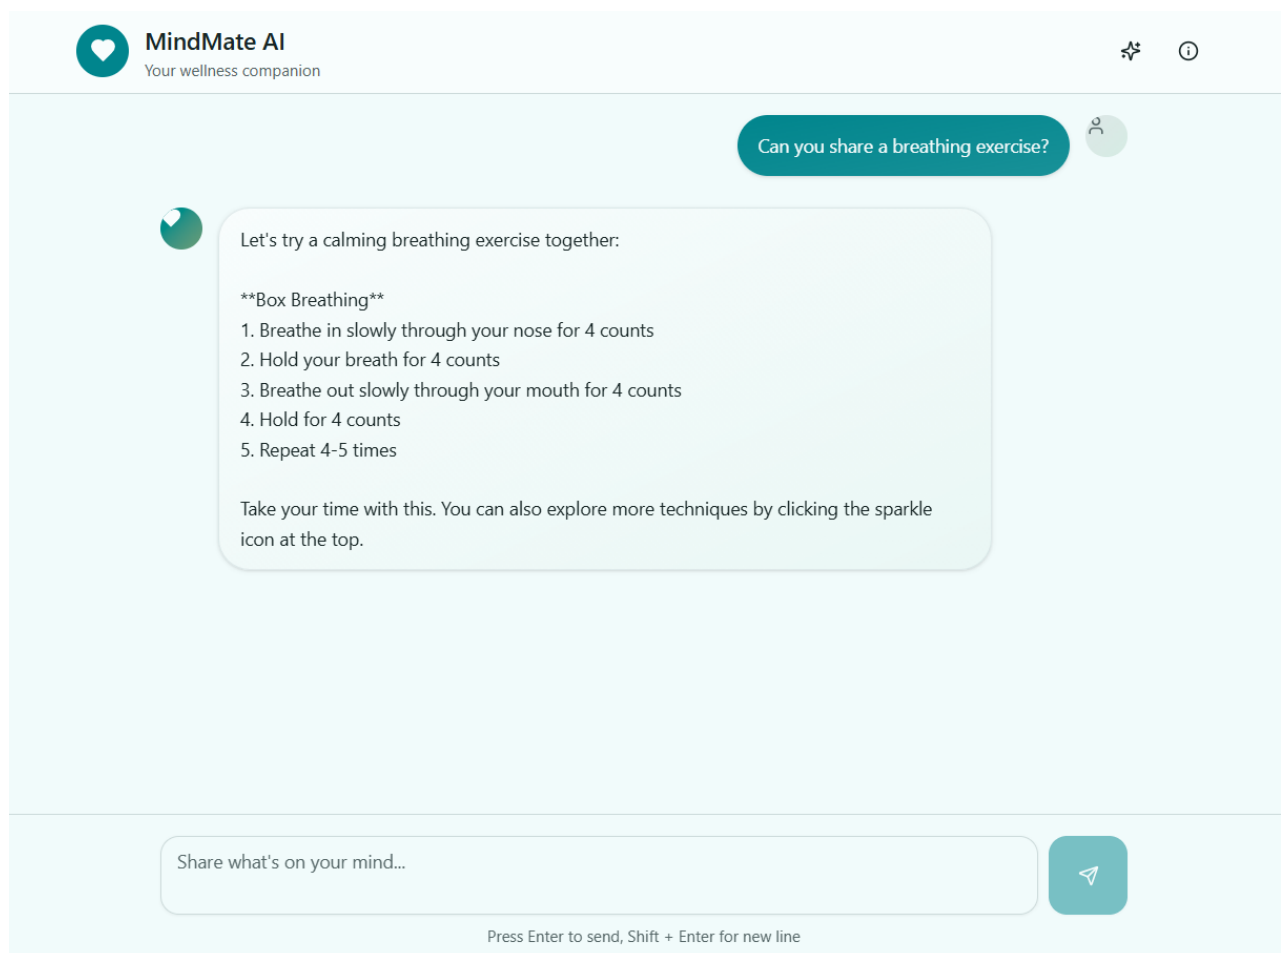 MindMate AI
Your wellness companion
Can you share a breathing exercise?
Let's try a calming breathing exercise together:
**Box Breathing**
1. Breathe in slowly through your nose for 4 counts
2. Hold your breath for 4 counts
3. Breathe out slowly through your mouth for 4 counts
4. Hold for 4 counts
5. Repeat 4-5 times
Take your time with this. You can also explore more techniques by clicking the sparkle
icon at the top.
Share what's on your mind...
Press Enter to send, Shift + Enter for new line